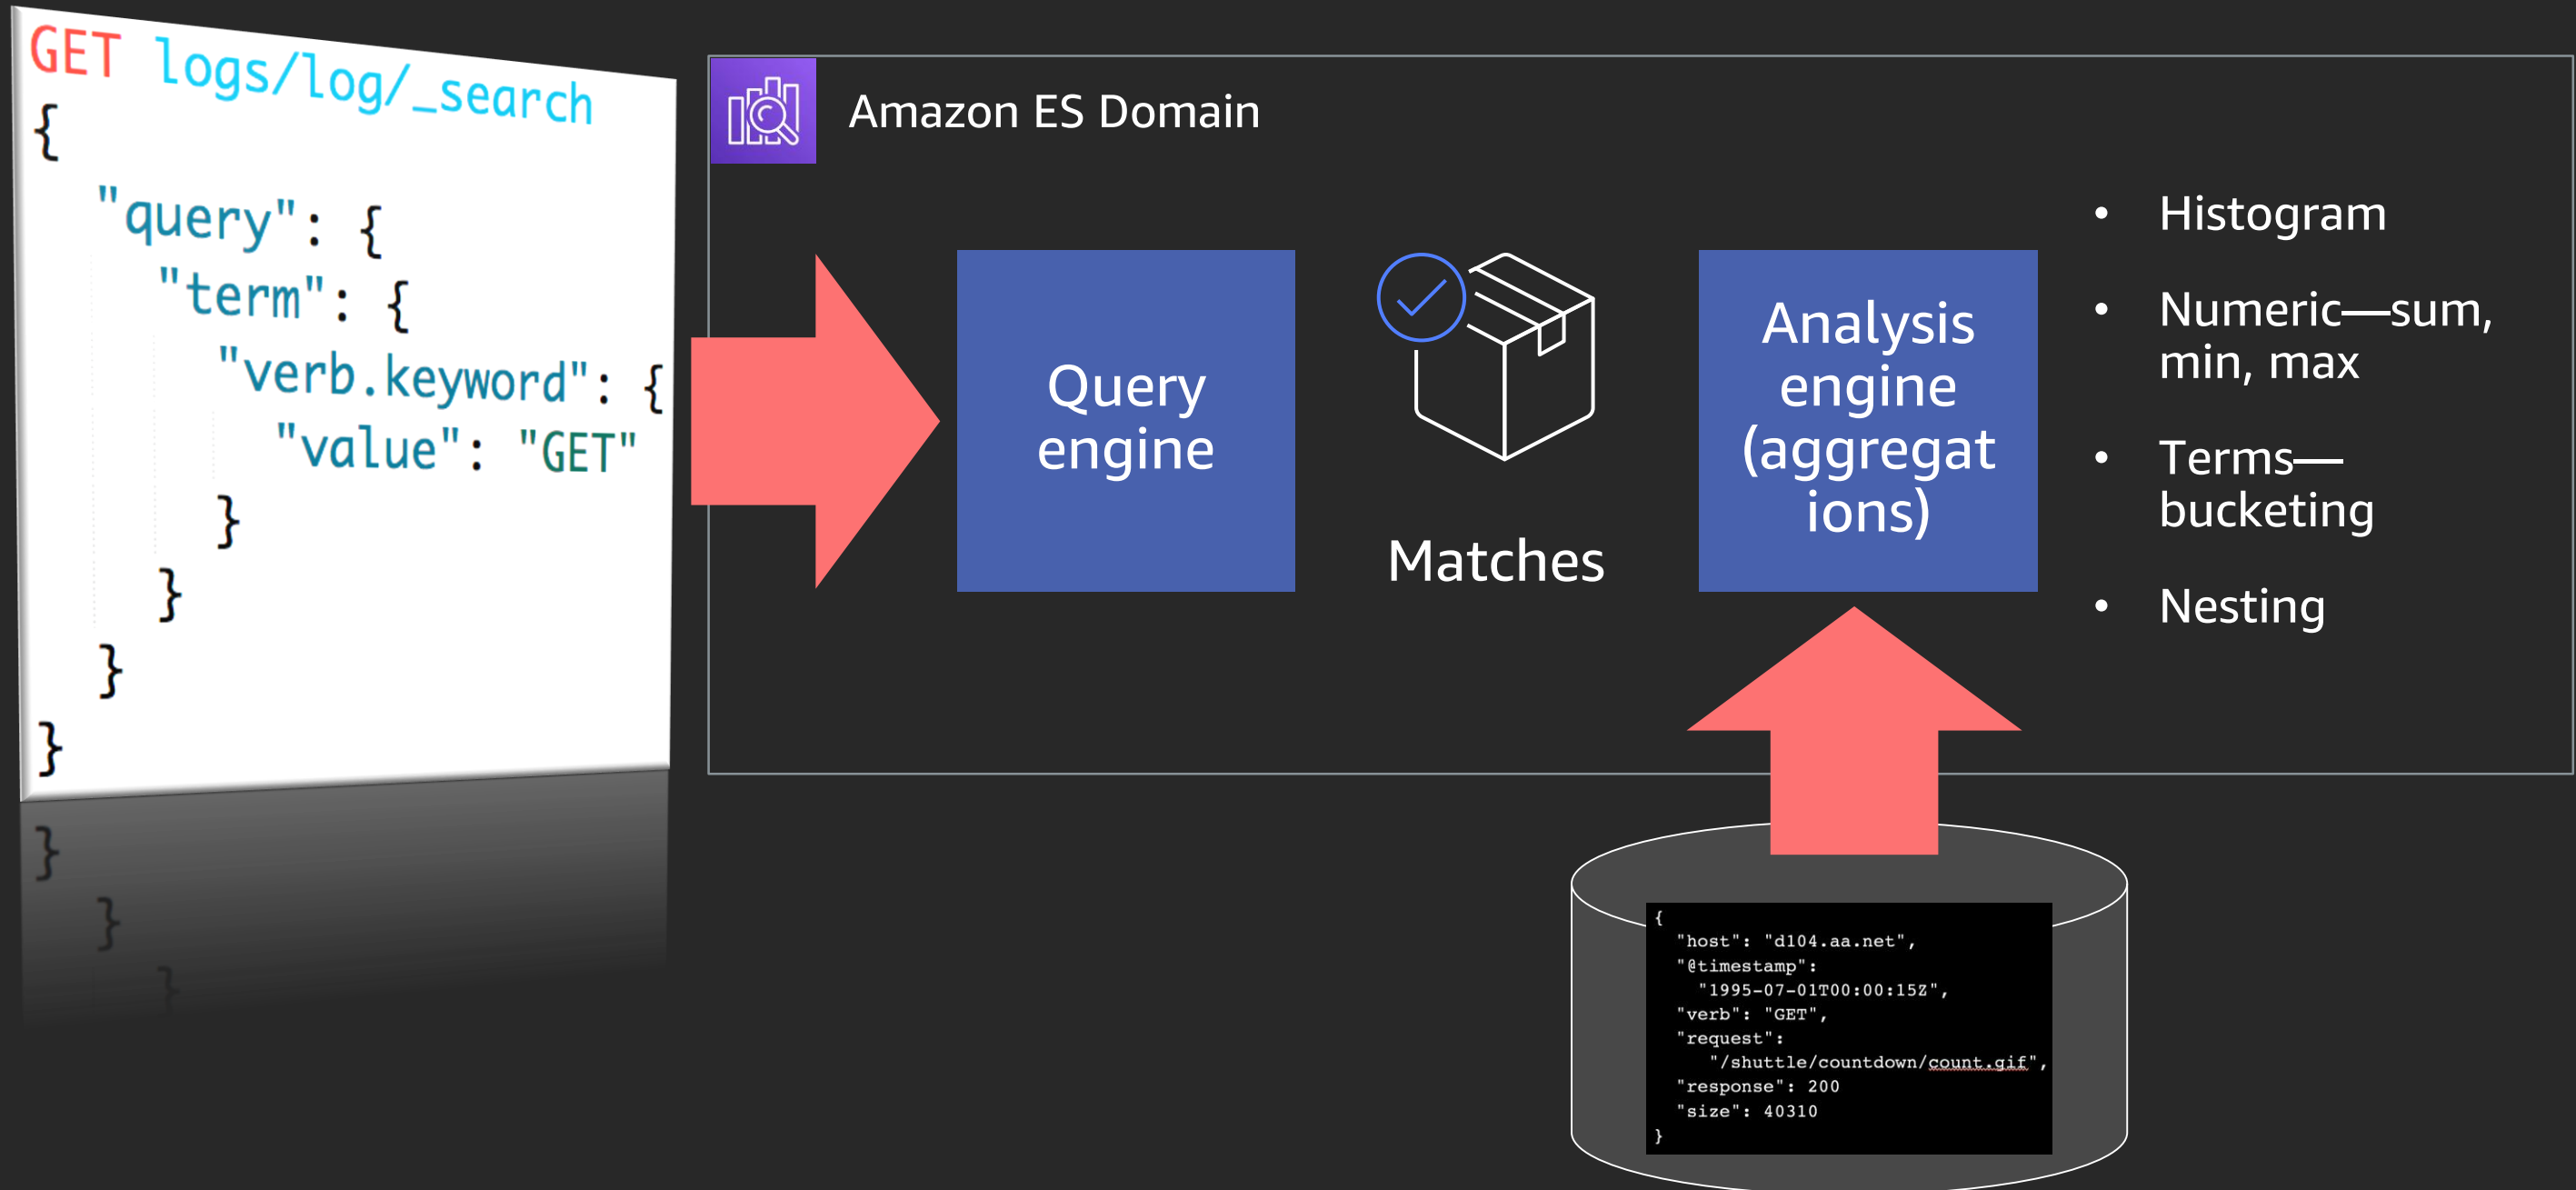 GET logs/log/_search
{
"query": {
"term": {
"verb.keyword": {
"value": "GET"
}
}
}
}
}
}
}
Amazon ES Domain
Query
engine
Matches
Analysis
engine
(aggregat
ions)
• Histogram
• Numeric—sum,
min, max
• Terms—
bucketing
• Nesting
{
"host": "d104.aa.net",
"@timestamp":
"1995-07-01T00:00:15Z",
"verb": "GET",
"request":
"/shuttle/countdown/count.gif",
"response": 200
"size": 40310
}